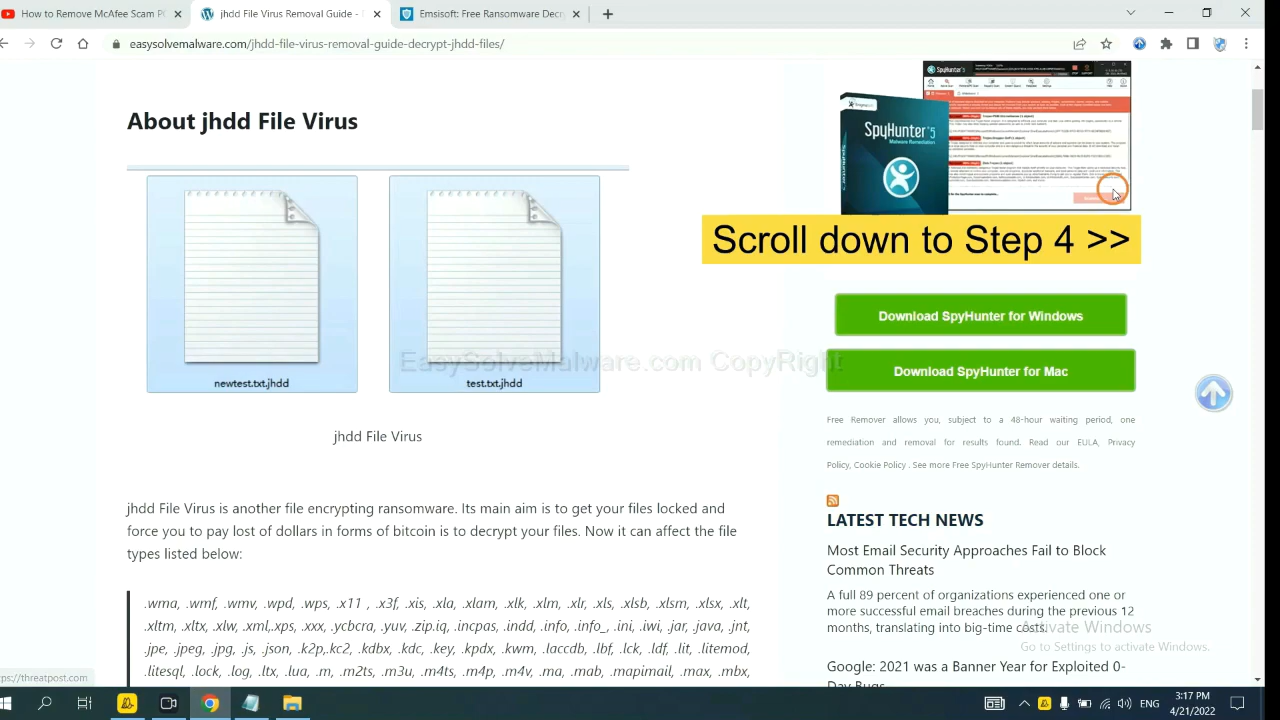 How to Remove McAfee Scam P
jhdd File Virus Removal Guide -
Emsisoft: Free Ransomware Decr
easysolvemalware.com/jhdd-file-virus-removal-guide-decrypt-jhdd-files/
SpyHunter 5
SpyHunter 5
Malware Remediation
Scroll down to Step 4 >>
Download SpyHunter for Windows
Download SpyHunter for Mac
EasySolveMalware.com CopyRight
newtest.txt.jhdd
test.txt.jhdd
jhdd File Virus
Free Remover allows you, subject to a 48-hour waiting period, one
remediation and removal for results found. Read our EULA, Privacy
Policy, Cookie Policy . See more Free SpyHunter Remover details.
jhdd File Virus is another file encrypting ransomware. Its main aim is to get your files locked and
force you to pay lost of dollars in forms of bitcoin is to decrypt your files. Now it can affect the file
types listed below:
.wma, .wmf, .wmv, .wpd, .wps, .x11 , .x3f, .xis, .xla, .xlam, .xlk, .xlm, .xlr, .xls, .xlsb, .xlsm, .xlsx, .xlt,
.xltm, .xltx, .xlw, .xml,.xps, .xxx, .ycbcra, .yuv, .zip.iq, .incpas, .indd, .info, .info_, .ini, .iwi, .jar, .java, .jnt,
.jpe, .jpeg, .jpg, .js, .json, .k2p, .kc2, .kdbx, .kdc, .key, .kpdx, .kwm, .laccdb, .lbf, .lck, .ldf, .lit, .litemod,
.litesql, .lock, .log, .ltx, .lua, .m, .m2ts, .m3u, .m4a, .m4p, .m4v, .ma, .mab, .mapimail, .max, .mbx,
LATEST TECH NEWS
Most Email Security Approaches Fail to Block
Common Threats
A full 89 percent of organizations experienced one or
more successful email breaches during the previous 12
months, translating into big-time costs.
Google: 2021 was a Banner Year for Exploited 0-
Day Bugs
Activate Windows
Go to Settings to activate Windows.
ps://threatpost.com
ENG
3:17 PM
4/21/2022